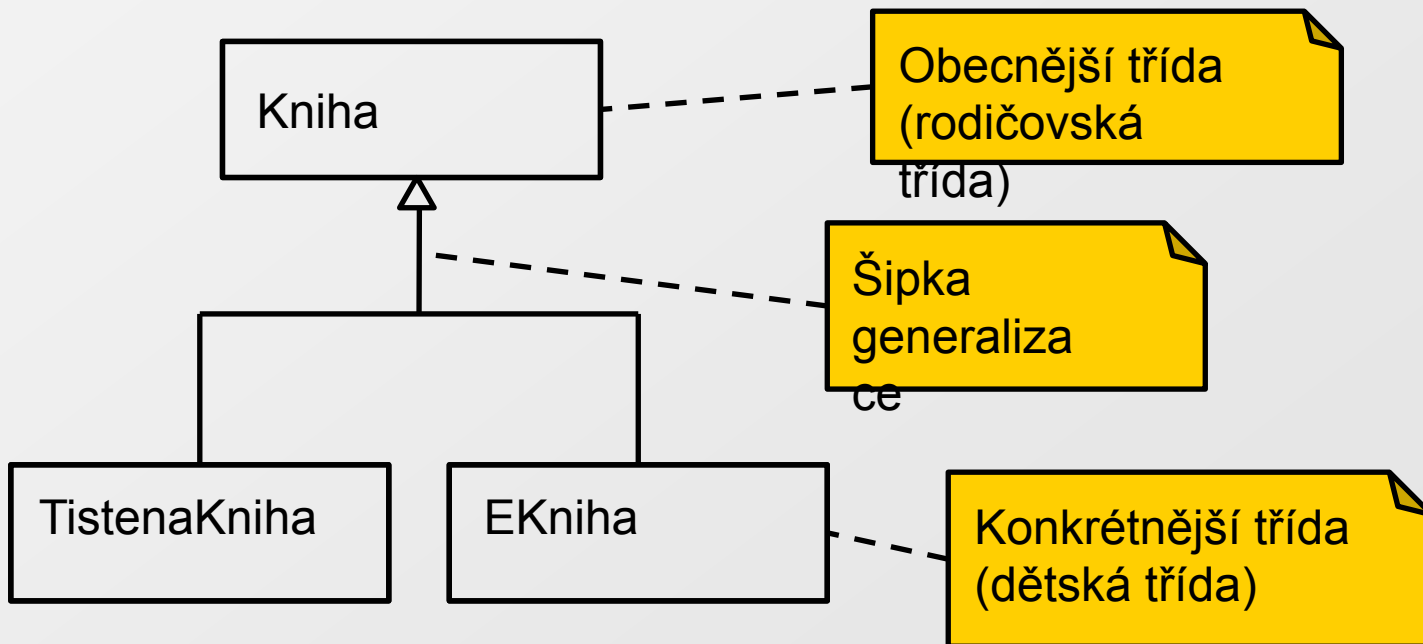 Kniha
Obecnější třída
(rodičovská
třída)
Šipka
generaliza
ce
TistenaKniha
EKniha
Konkrétnější třída
(dětská třída)